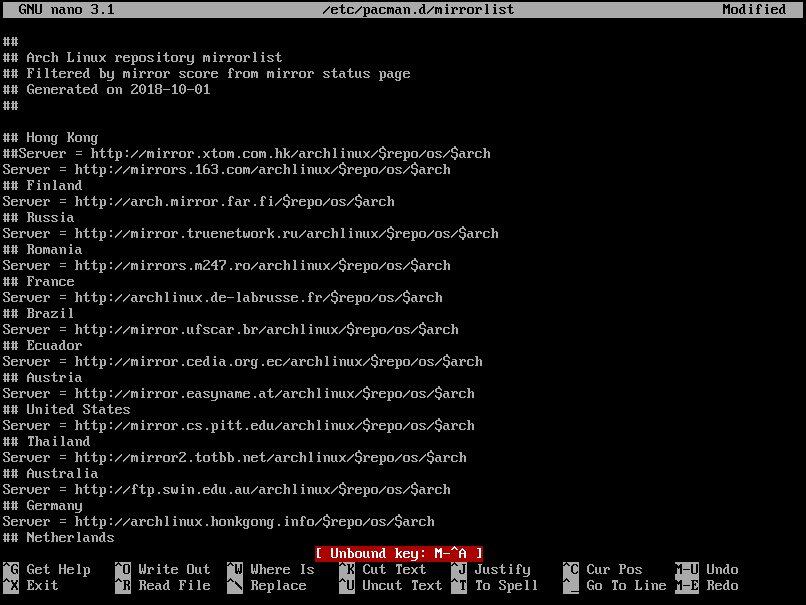 GNU nano 3.1 /etc/pacman.d/mirrorlist Modified
##
## Arch Linux repository mirrorlist
## Filtered by mirror score from mirror status page
## Generated on 2018-10-01
##
## Hong Kong
##Server = http://mirror.xtom.com.hk/archlinux/$repo/os/$arch
Server = http://mirrors.163.com/archlinux/$repo/os/$arch
## Finland
Server = http://arch.mirror.far.fi/$repo/os/$arch
## Russia
Server = http://mirror.truenetwork.ru/archlinux/$repo/os/$arch
## Romania
Server = http://mirrors.m247.ro/archlinux/$repo/os/$arch
## France
Server = http://archlinux.de-labrusse.fr/$repo/os/$arch
## Brazil
Server = http://mirror.ufscar.br/archlinux/$repo/os/$arch
## Ecuador
Server = http://mirror.cedia.org.ec/archlinux/$repo/os/$arch
## Austria
Server = http://mirror.easyname.at/archlinux/$repo/os/$arch
## United States
Server = http://mirror.cs.pitt.edu/archlinux/$repo/os/$arch
## Thailand
Server = http://mirror2.totbb.net/archlinux/$repo/os/$arch
## Australia
Server = http://ftp.swin.edu.au/archlinux/$repo/os/$arch
## Germany
Server = http://archlinux.honkgong.info/$repo/os/$arch
## Netherlands
[ Unbound key: M-^A ]
^G Get Help ^O Write Out ^W Where Is ^K Cut Text ^J Justify ^C Cur Pos M-U Undo
^X Exit ^R Read File ^\ Replace ^U Uncut Text ^T To Spell ^_ Go To Line M-E Redo